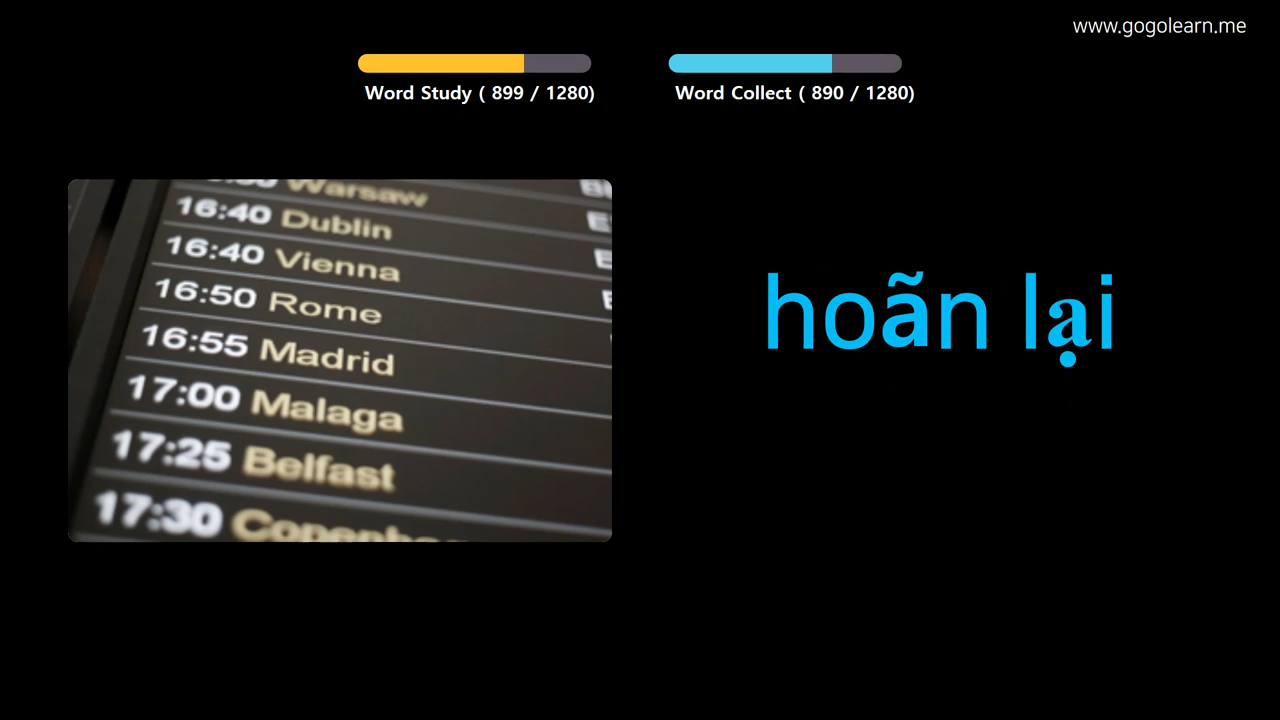 www.gogolearn.me
Word Study ( 899 / 1280)
Word Collect ( 890 / 1280)
Warsaw
16:40 Dublin
16:40 Vienna
16:50 Rome
16:55 Madrid
17:00 Malaga
17:25 Belfast
17:30
hoãn lại